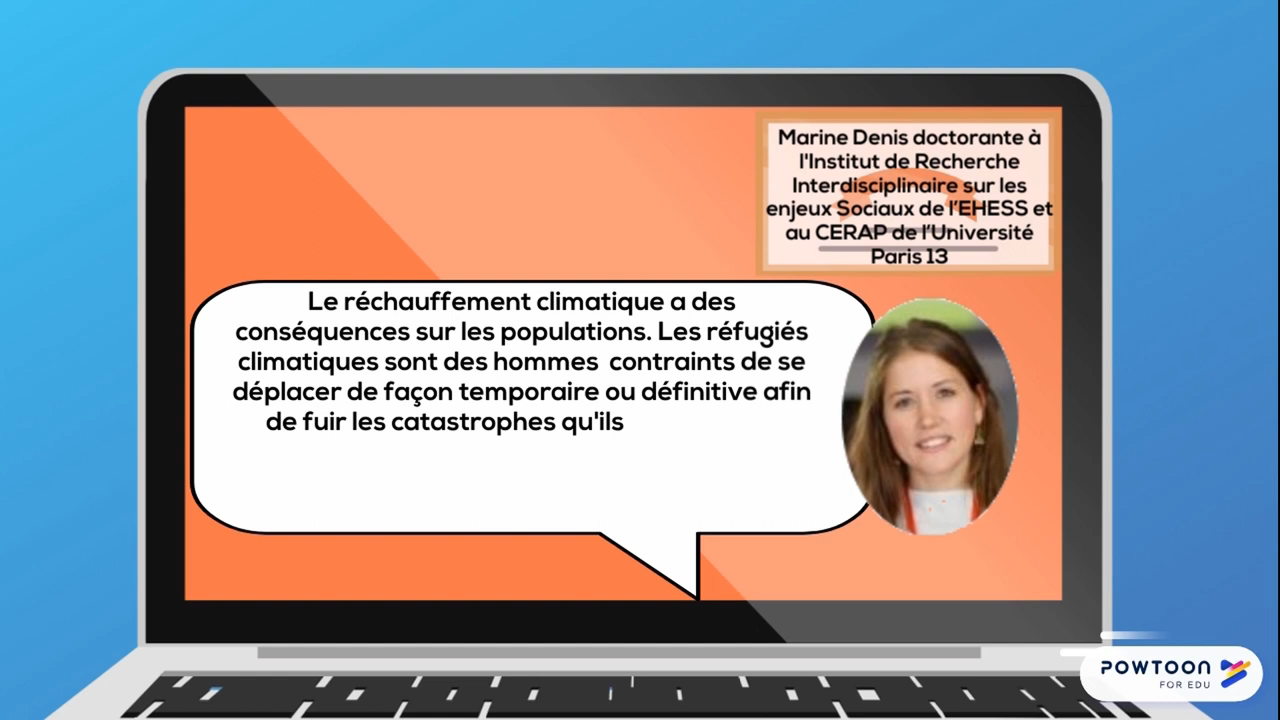 Marine Denis doctorante à
l'Institut de Recherche
Interdisciplinaire sur les
enjeux Sociaux de l'EHESS et
au CERAP de l'Université
Paris 13
Le réchauffement climatique a des
conséquences sur les populations. Les réfugiés
climatiques sont des hommes  contraints de se
déplacer de façon temporaire ou définitive afin
de fuir les catastrophes qu'ils
POWTOON
FOR EDU